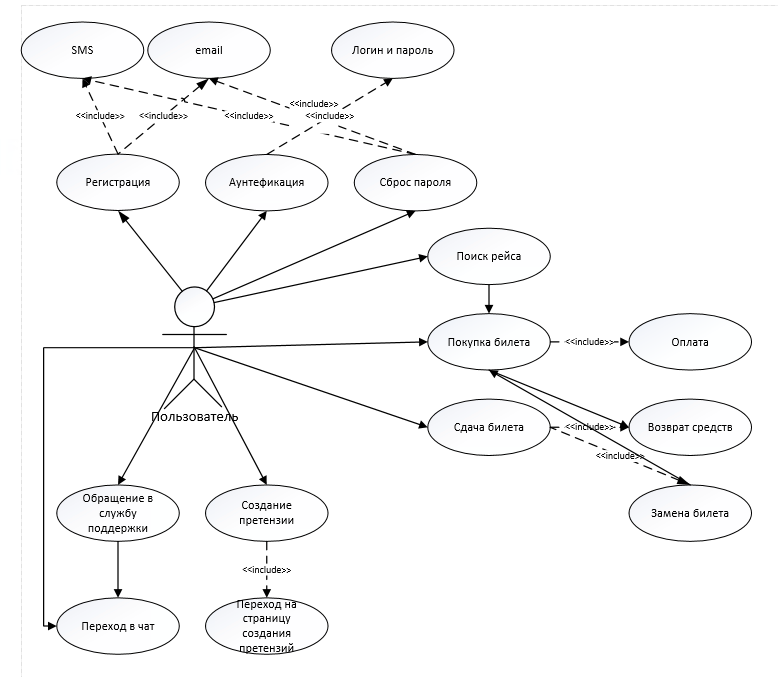 SMS
email
Логин и пароль
<<include>>
<<include>>
<<include>>
<<include>>
<<include>>
Регистрация
Аунтефикация
Сброс пароля
Поиск рейса
Покупка билета
<<include>>
Оплата
Пользователь
Сдача билета
<<include>>
Возврат средств
<<include>>
Обращение в
службу
поддержки
Создание
претензии
Замена билета
<<include>>
Переход в чат
Переход на
страницу
создания
претензий